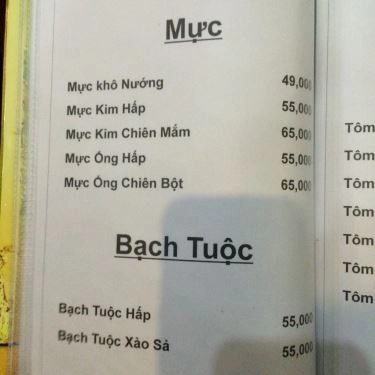 Mực
Mực khô Nướng 49,000
Mực Kim Hấp 55,000
Mực Kim Chiên Mắm 65,000
Mực Ống Hấp 55,000
Mực Ống Chiên Bột 65,000
Bạch Tuộc
Bạch Tuộc Hấp 55,000
Bạch Tuộc Xào Sả 55,000
Tôm
Tôm
Tôm
Tôm
Tôm
Tôm
Tôm